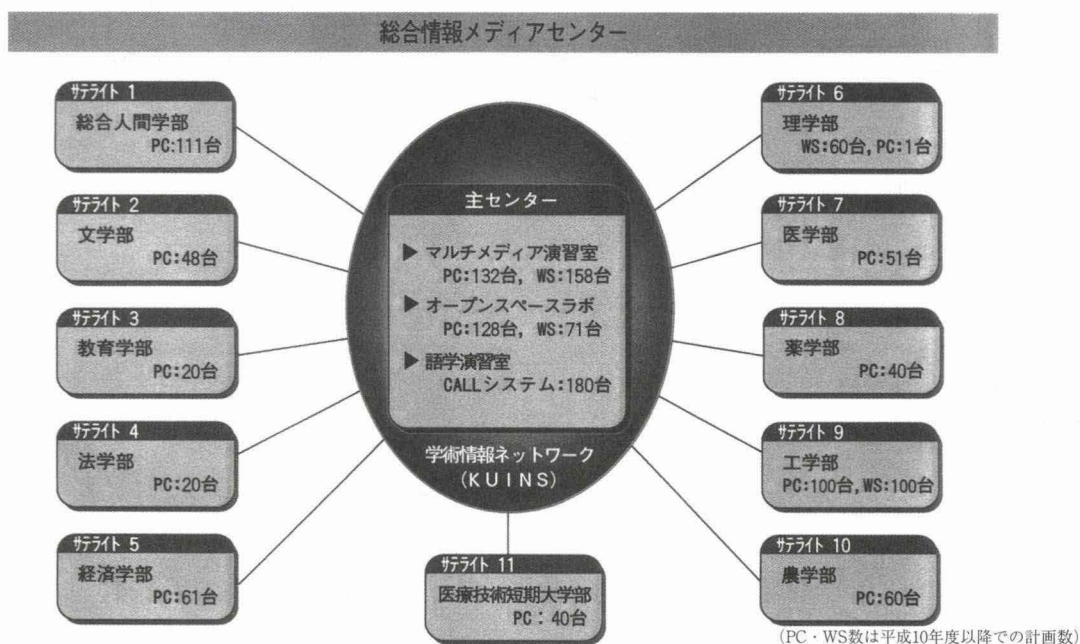 総合情報メディアセンター
サテライト 1
総合人間学部
PC:111台
サテライト 2
文学部
PC:48台
サテライト 3
教育学部
PC:20台
サテライト 4
法学部
PC:20台
サテライト 5
経済学部
PC:61台
主センター
▶ マルチメディア演習室
PC:132台, WS:158台
▶ オープンスペースラボ
PC:128台, WS:71台
▶ 語学演習室
CALLシステム:180台
学術情報ネットワーク
(KUINS)
サテライト 11
医療技術短期大学部
PC:40台
サテライト 6
理学部
WS:60台, PC:1台
サテライト 7
医学部
PC:51台
サテライト 8
薬学部
PC:40台
サテライト 9
工学部
PC:100台, WS:100台
サテライト 10
農学部
PC:60台
(PC・WS数は平成10年度以降での計画数)